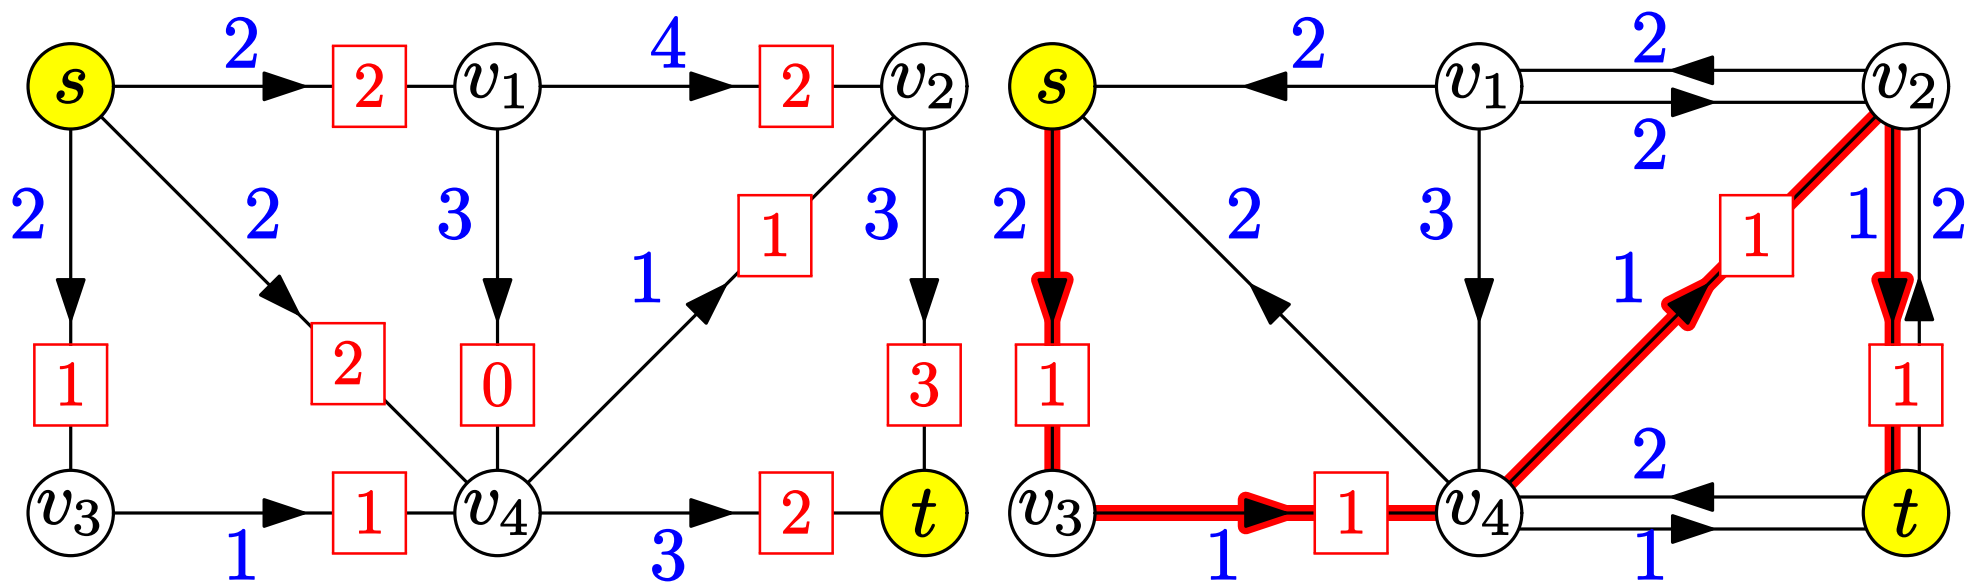 2 4 2 2
s 2 v₁ 2 v₂ s v₁ v₂
2
2 2 3 3 2 2 3 1 2
1
1 1 1 1
1 2 0 3 1 1
2
v₃ 1 v₄ 2 t v₃ 1 v₄ t
1 3 1 1